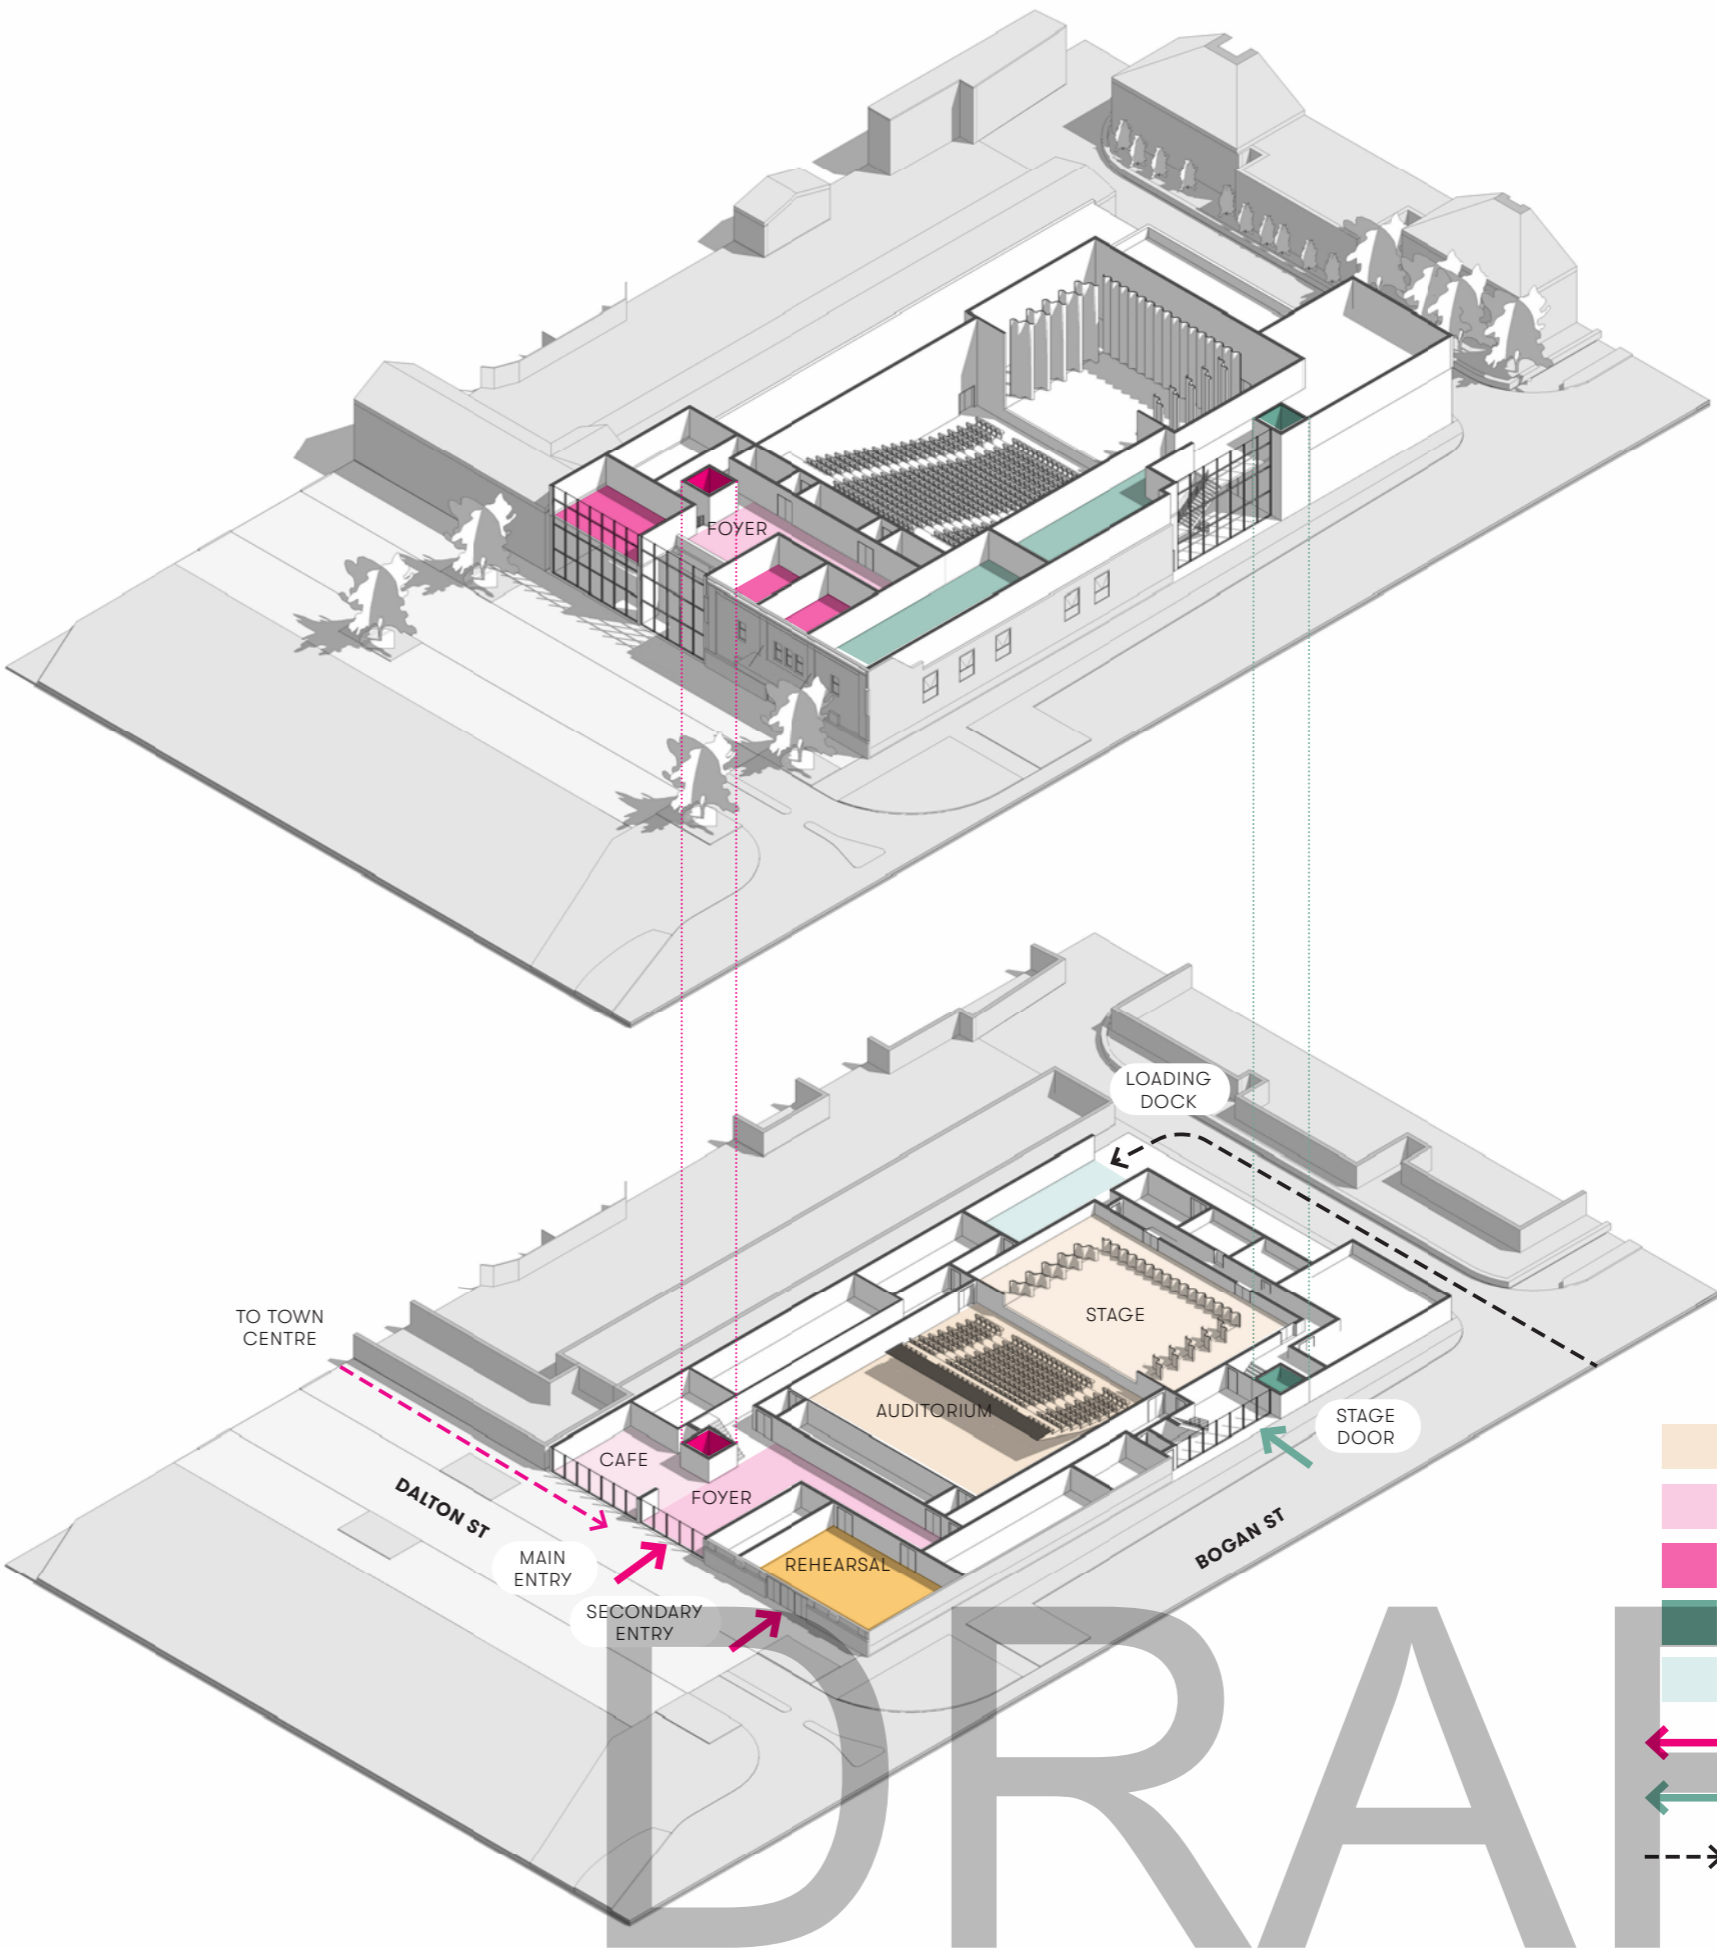 FOYER
LOADING
DOCK
TO TOWN
CENTRE
STAGE
AUDITORIUM
STAGE
DOOR
CAFE
FOYER
DALTON ST
BOGAN ST
MAIN
ENTRY
REHEARSAL
SECONDARY
ENTRY
DRA